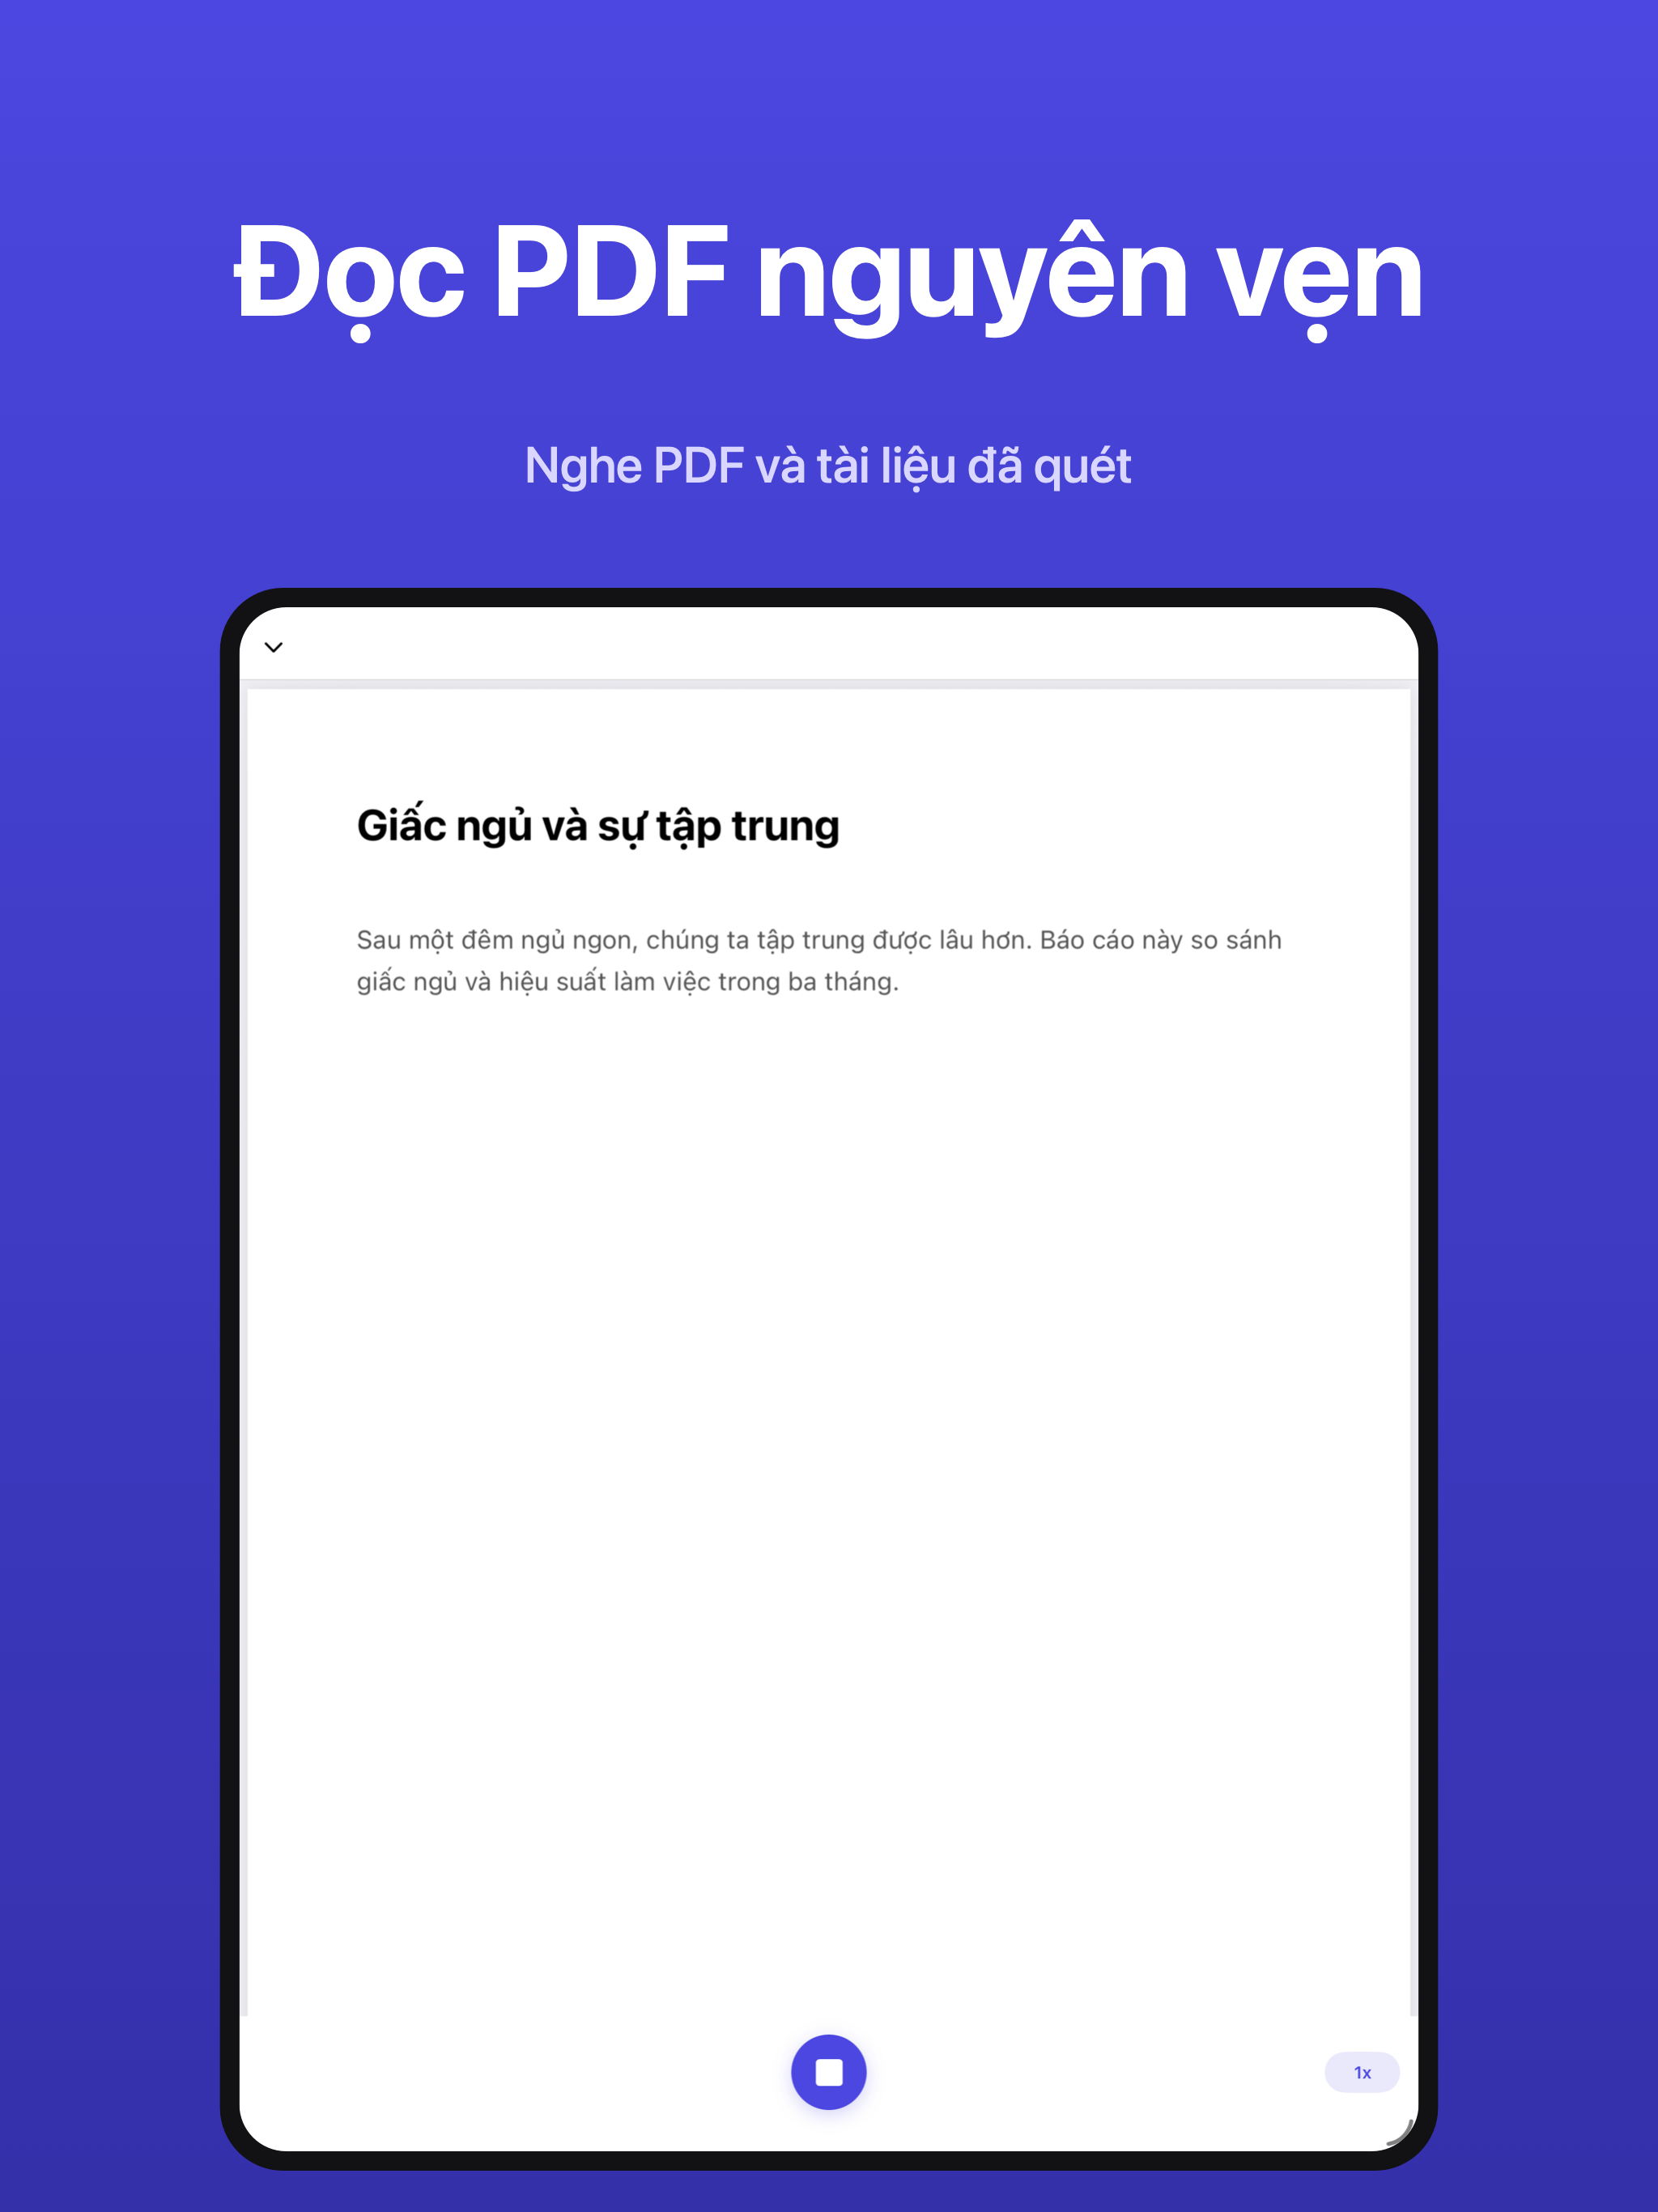 Đọc PDF nguyên vẹn
Nghe PDF và tài liệu đã quét
Giấc ngủ và sự tập trung
Sau một đêm ngủ ngon, chúng ta tập trung được lâu hơn. Báo cáo này so sánh
giấc ngủ và hiệu suất làm việc trong ba tháng.
1x